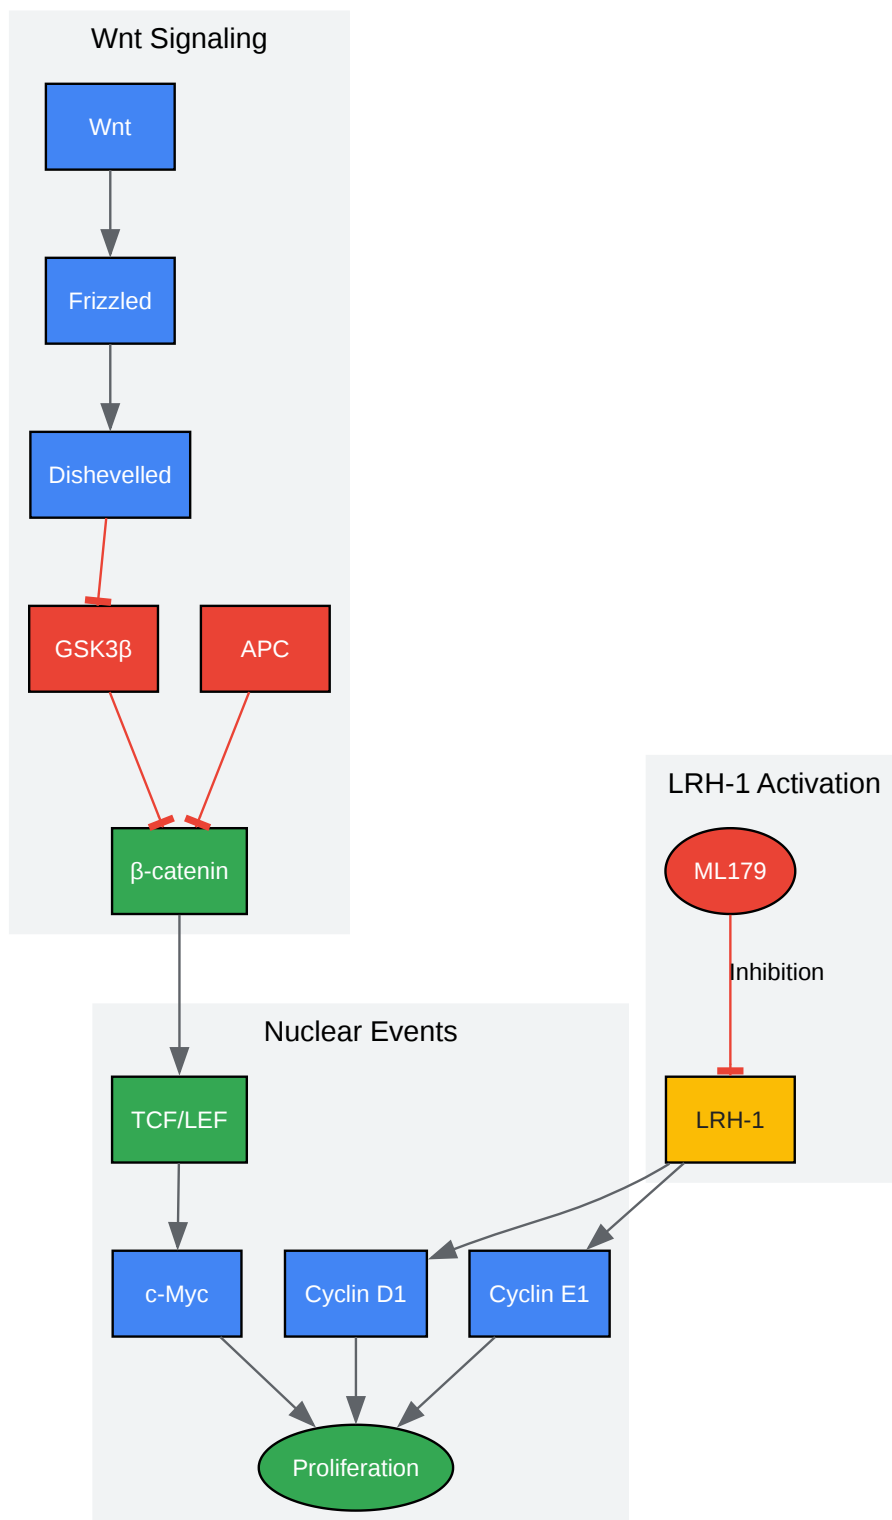 Wnt Signaling
Wnt
Frizzled
Dishevelled
GSK3β
APC
β-catenin
LRH-1 Activation
ML179
Inhibition
LRH-1
Nuclear Events
TCF/LEF
c-Myc
Cyclin D1
Cyclin E1
Proliferation